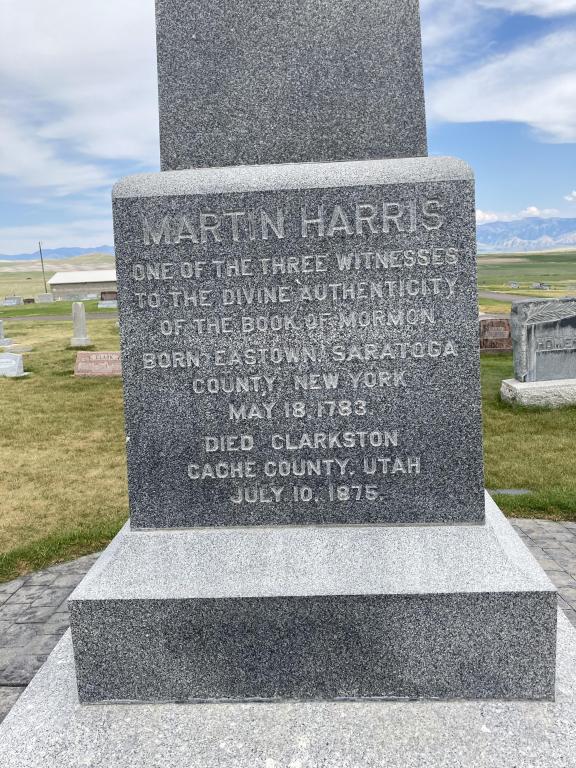 MARTIN HARRIS
ONE OF THE THREE WITNESSES
TO THE DIVINE AUTHENTICITY
OF THE BOOK OF MORMON
BORN EASTOWN, SARATOGA
COUNTY, NEW YORK
MAY 18, 1783
DIED CLARKSTON
CACHE COUNTY, UTAH
JULY 10, 1875.